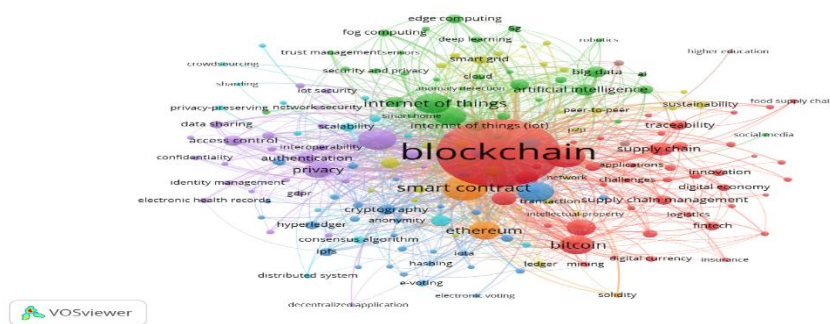 edge computing
5g
fog computing
deep learning
robotics
trust management
sensors
smart grid
higher education
crowdsourcing
security and privacy
cloud
big data
ai
sharding
iot security
anomaly detection
artificial intelligence
privacy-preserving
network security
internet of things
sustainability
food supply chai
smart home
peer-to-peer
traceability
data sharing
scalability
internet of things (iot)
p2p
social media
access control
interoperability
blockchain
supply chain
confidentiality
authentication
applications
innovation
privacy
network
challenges
identity management
smart contract
digital economy
gdpr
electronic health records
transaction
supply chain management
cryptography
intellectual property
logistics
hyperledger
anonymity
ethereum
fintech
consensus algorithm
bitcoin
ipfs
iota
digital currency
insurance
distributed system
hashing
ledger
mining
e-voting
decentralized application
electronic voting
solidity
VOSviewer